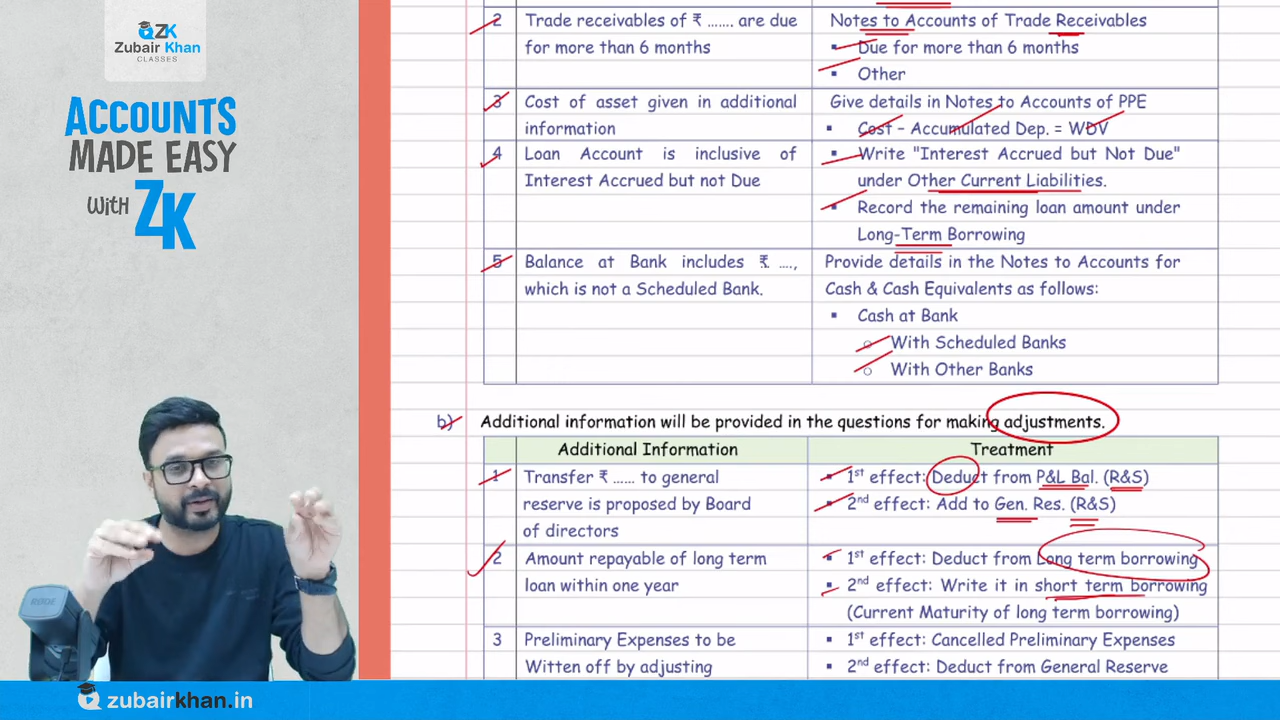 ZK
Zubair Khan
CLASSES
ACCOUNTS
MADE EASY
with ZK
2 Trade receivables of ₹ ……. are due
for more than 6 months
Notes to Accounts of Trade Receivables
▪ Due for more than 6 months
▪ Other
3 Cost of asset given in additional
information
Give details in Notes to Accounts of PPE
▪ Cost – Accumulated Dep. = WDV
4 Loan Account is inclusive of
Interest Accrued but not Due
▪ Write "Interest Accrued but Not Due"
under Other Current Liabilities.
▪ Record the remaining loan amount under
Long-Term Borrowing
5 Balance at Bank includes ₹ ….,
which is not a Scheduled Bank.
Provide details in the Notes to Accounts for
Cash & Cash Equivalents as follows:
▪ Cash at Bank
o With Scheduled Banks
o With Other Banks
b) Additional information will be provided in the questions for making adjustments.
Additional Information
Treatment
1 Transfer ₹ …… to general
reserve is proposed by Board
of directors
▪ 1st effect: Deduct from P&L Bal. (R&S)
▪ 2nd effect: Add to Gen. Res. (R&S)
2 Amount repayable of long term
loan within one year
▪ 1st effect: Deduct from Long term borrowing
▪ 2nd effect: Write it in short term borrowing
(Current Maturity of long term borrowing)
3 Preliminary Expenses to be
Witten off by adjusting
▪ 1st effect: Cancelled Preliminary Expenses
▪ 2nd effect: Deduct from General Reserve
RØDE
zubairkhan.in